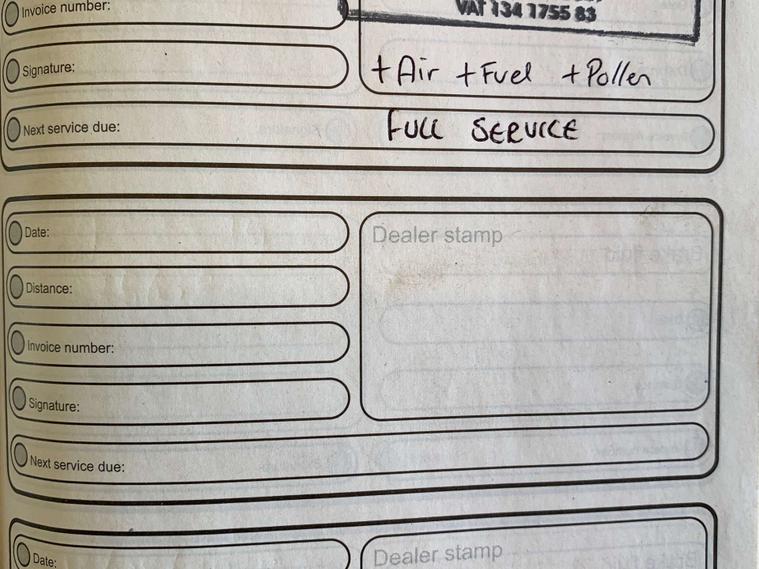 Invoice number:
VAT 134 1755 83
Signature:
+ Air + Fuel + Pollen
Next service due:
FULL SERVICE
Date:
Dealer stamp
Distance:
Invoice number:
Signature:
Next service due:
Date:
Dealer stamp